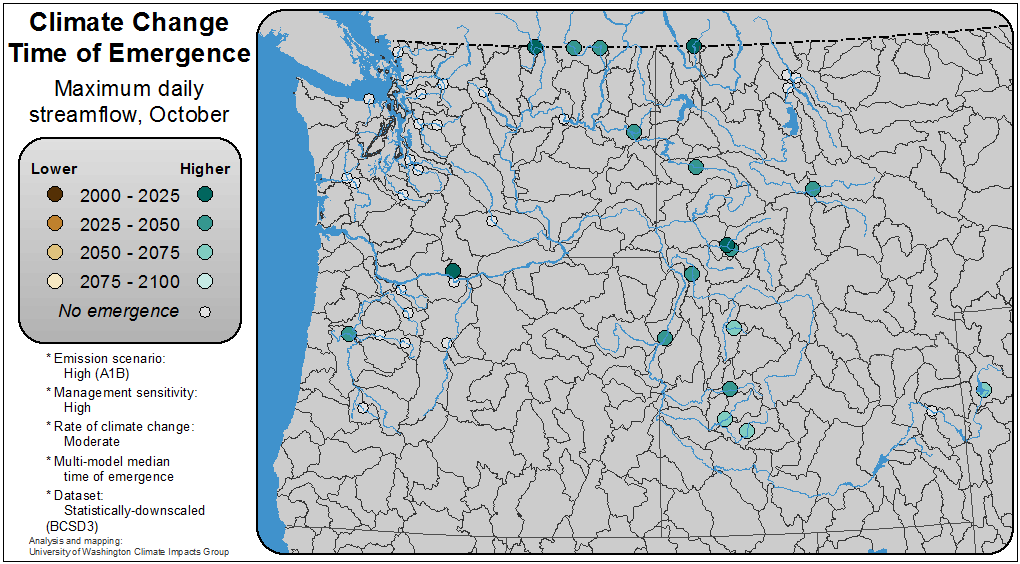 Climate Change
Time of Emergence
Maximum daily
streamflow, October
Lower Higher
2000 - 2025
2025 - 2050
2050 - 2075
2075 - 2100
No emergence
* Emission scenario:
High (A1B)
* Management sensitivity:
High
* Rate of climate change:
Moderate
* Multi-model median
time of emergence
* Dataset:
Statistically-downscaled
(BCSD3)
Analysis and mapping:
University of Washington Climate Impacts Group